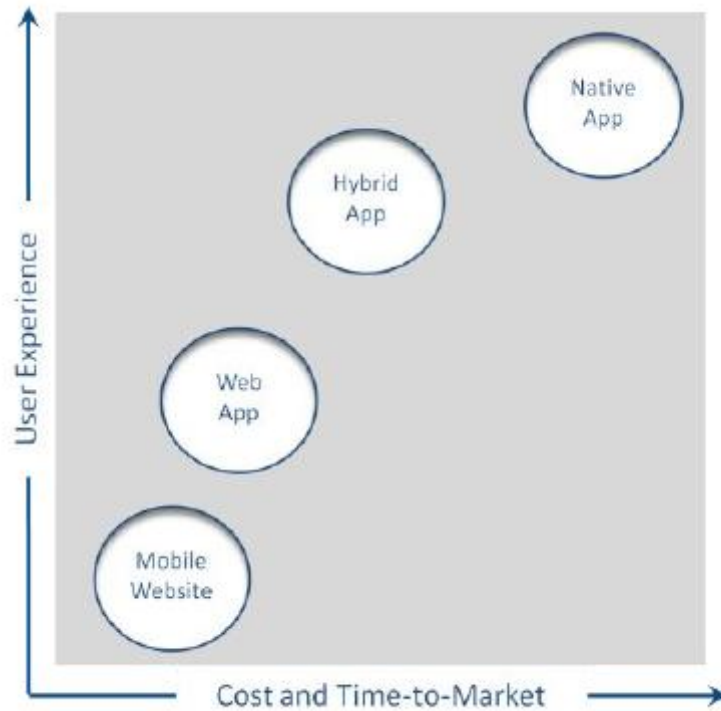 Native
App
Hybrid
App
Web
App
Mobile
Website
User Experience
Cost and Time-to-Market